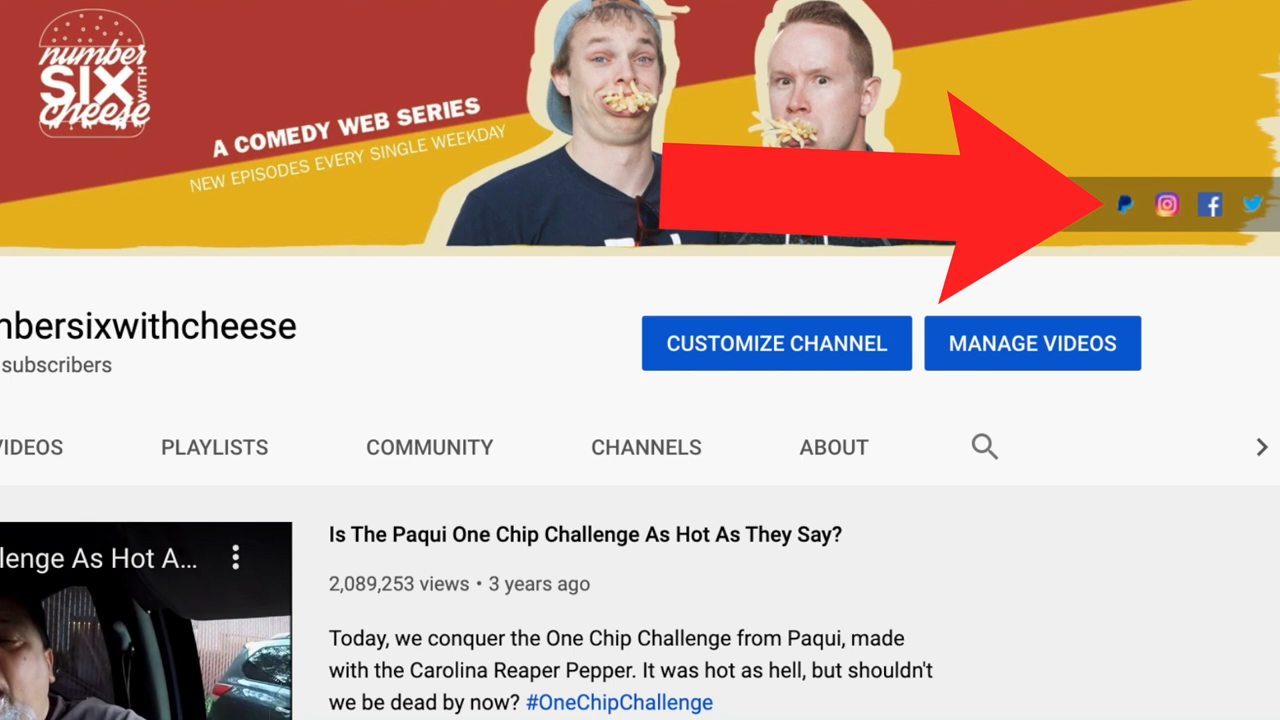 number
SIX
WITH
cheese
A COMEDY WEB SERIES
NEW EPISODES EVERY SINGLE WEEKDAY
nbersixwithcheese
subscribers
CUSTOMIZE CHANNEL
MANAGE VIDEOS
VIDEOS
PLAYLISTS
COMMUNITY
CHANNELS
ABOUT
lenge As Hot A...
Is The Paqui One Chip Challenge As Hot As They Say?
2,089,253 views • 3 years ago
Today, we conquer the One Chip Challenge from Paqui, made
with the Carolina Reaper Pepper. It was hot as hell, but shouldn't
we be dead by now? #OneChipChallenge